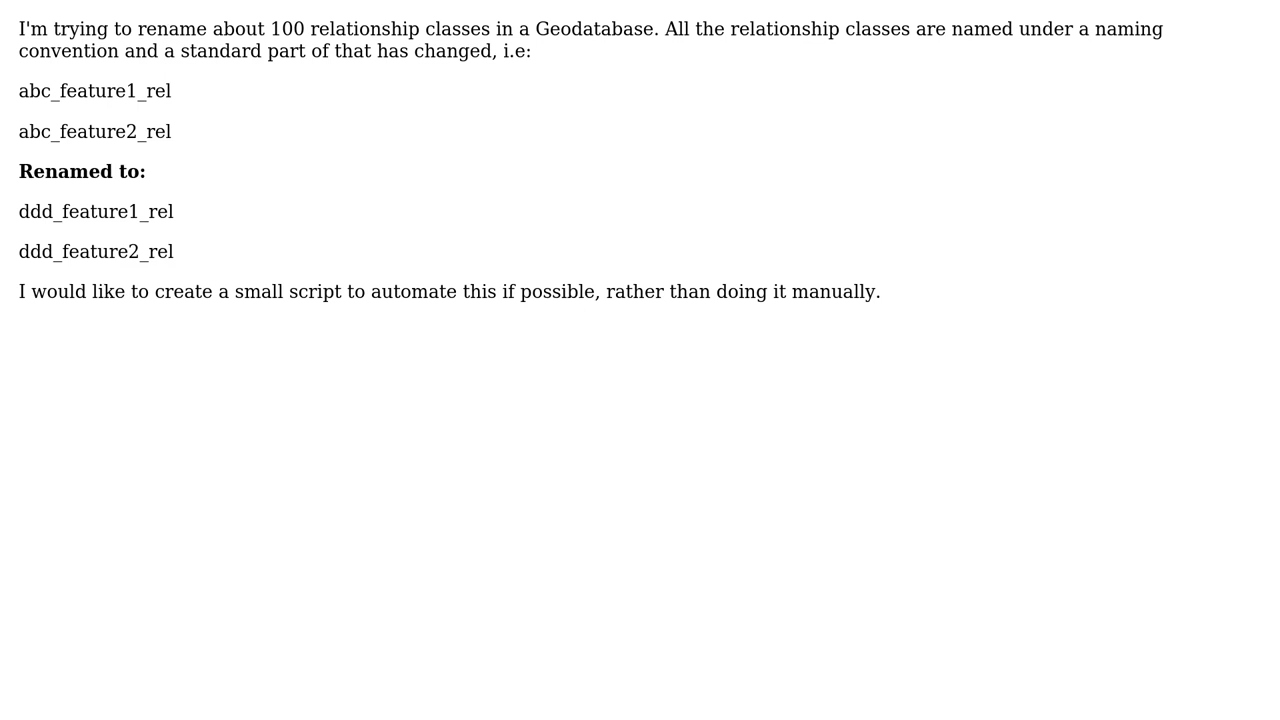 I'm trying to rename about 100 relationship classes in a Geodatabase. All the relationship classes are named under a naming
convention and a standard part of that has changed, i.e:
abc_feature1_rel
abc_feature2_rel
Renamed to:
ddd_feature1_rel
ddd_feature2_rel
I would like to create a small script to automate this if possible, rather than doing it manually.